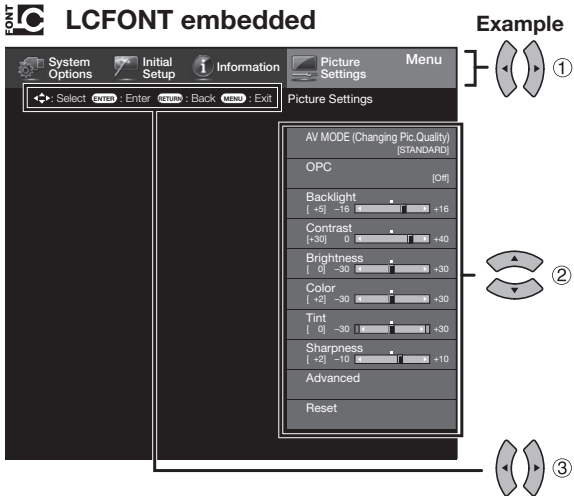 FONT LC LCFONT embedded
Example
System Options
Initial Setup
i Information
Picture Settings
Menu
①
: Select ENTER : Enter RETURN : Back MENU : Exit
Picture Settings
AV MODE (Changing Pic.Quality)
[STANDARD]
OPC
[Off]
Backlight
[ +5] −16 +16
Contrast
[+30] 0 +40
Brightness
[ 0] −30 +30
Color
[ +2] −30 +30
Tint
[ 0] −30 +30
Sharpness
[ +2] −10 +10
Advanced
Reset
②
③